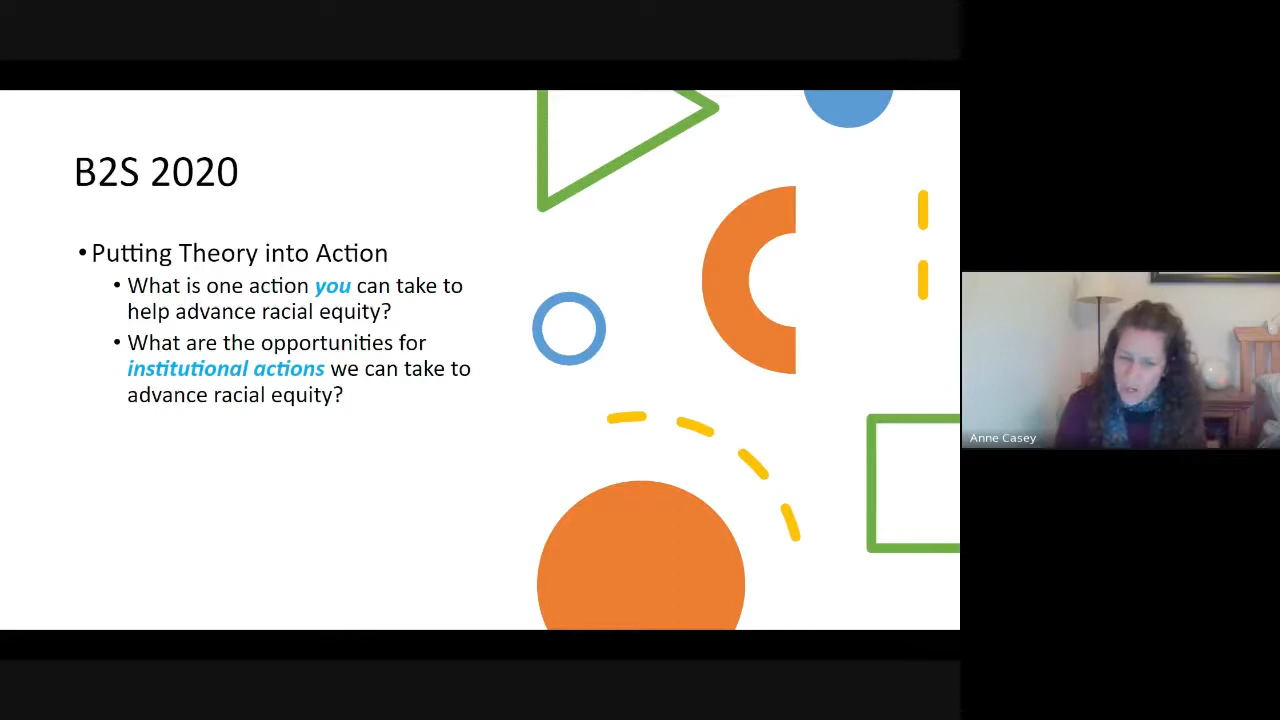 B2S 2020
• Putting Theory into Action
• What is one action you can take to
help advance racial equity?
• What are the opportunities for
institutional actions we can take to
advance racial equity?
Anne Casey